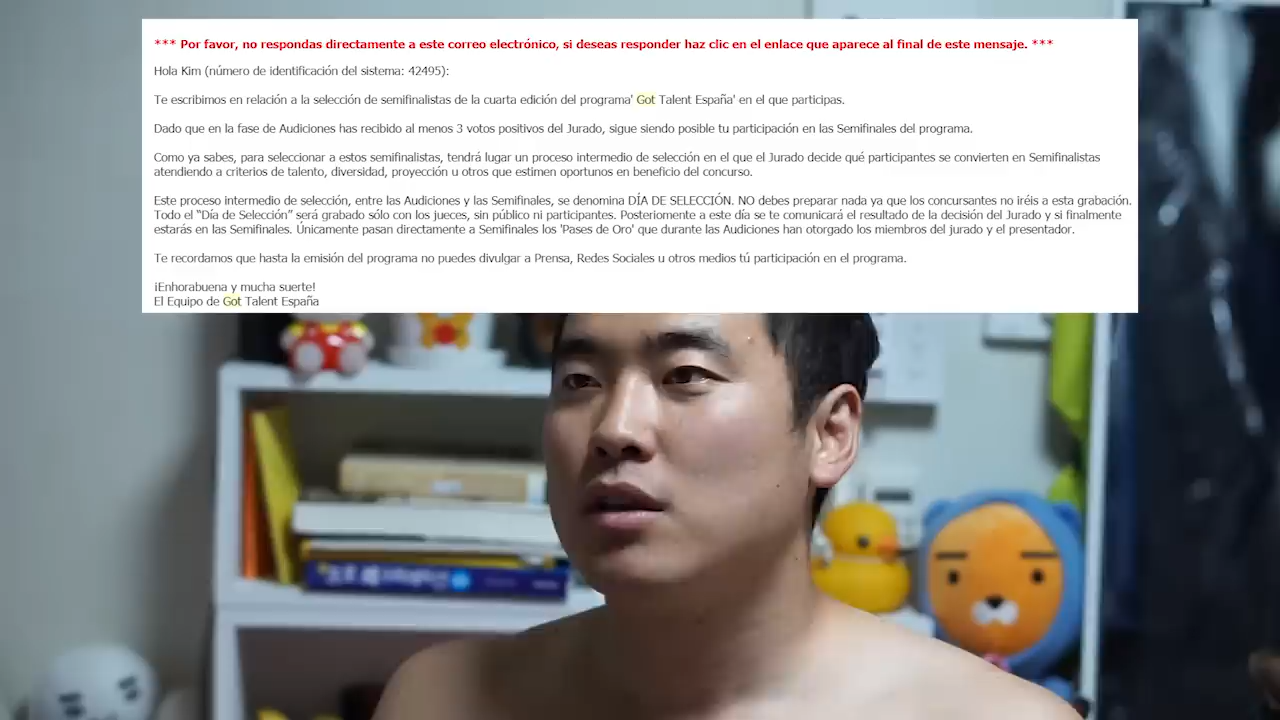 *** Por favor, no respondas directamente a este correo electrónico, si deseas responder haz clic en el enlace que aparece al final de este mensaje. ***
Hola Kim (número de identificación del sistema: 42495):
Te escribimos en relación a la selección de semifinalistas de la cuarta edición del programa' Got Talent España' en el que participas.
Dado que en la fase de Audiciones has recibido al menos 3 votos positivos del Jurado, sigue siendo posible tu participación en las Semifinales del programa.
Como ya sabes, para seleccionar a estos semifinalistas, tendrá lugar un proceso intermedio de selección en el que el Jurado decide qué participantes se convierten en Semifinalistas
atendiendo a criterios de talento, diversidad, proyección u otros que estimen oportunos en beneficio del concurso.
Este proceso intermedio de selección, entre las Audiciones y las Semifinales, se denomina DÍA DE SELECCIÓN. NO debes preparar nada ya que los concursantes no iréis a esta grabación.
Todo el “Día de Selección” será grabado sólo con los jueces, sin público ni participantes. Posteriormente a este día se te comunicará el resultado de la decisión del Jurado y si finalmente
estarás en las Semifinales. Únicamente pasan directamente a Semifinales los 'Pases de Oro' que durante las Audiciones han otorgado los miembros del jurado y el presentador.
Te recordamos que hasta la emisión del programa no puedes divulgar a Prensa, Redes Sociales u otros medios tú participación en el programa.
¡Enhorabuena y mucha suerte!
El Equipo de Got Talent España